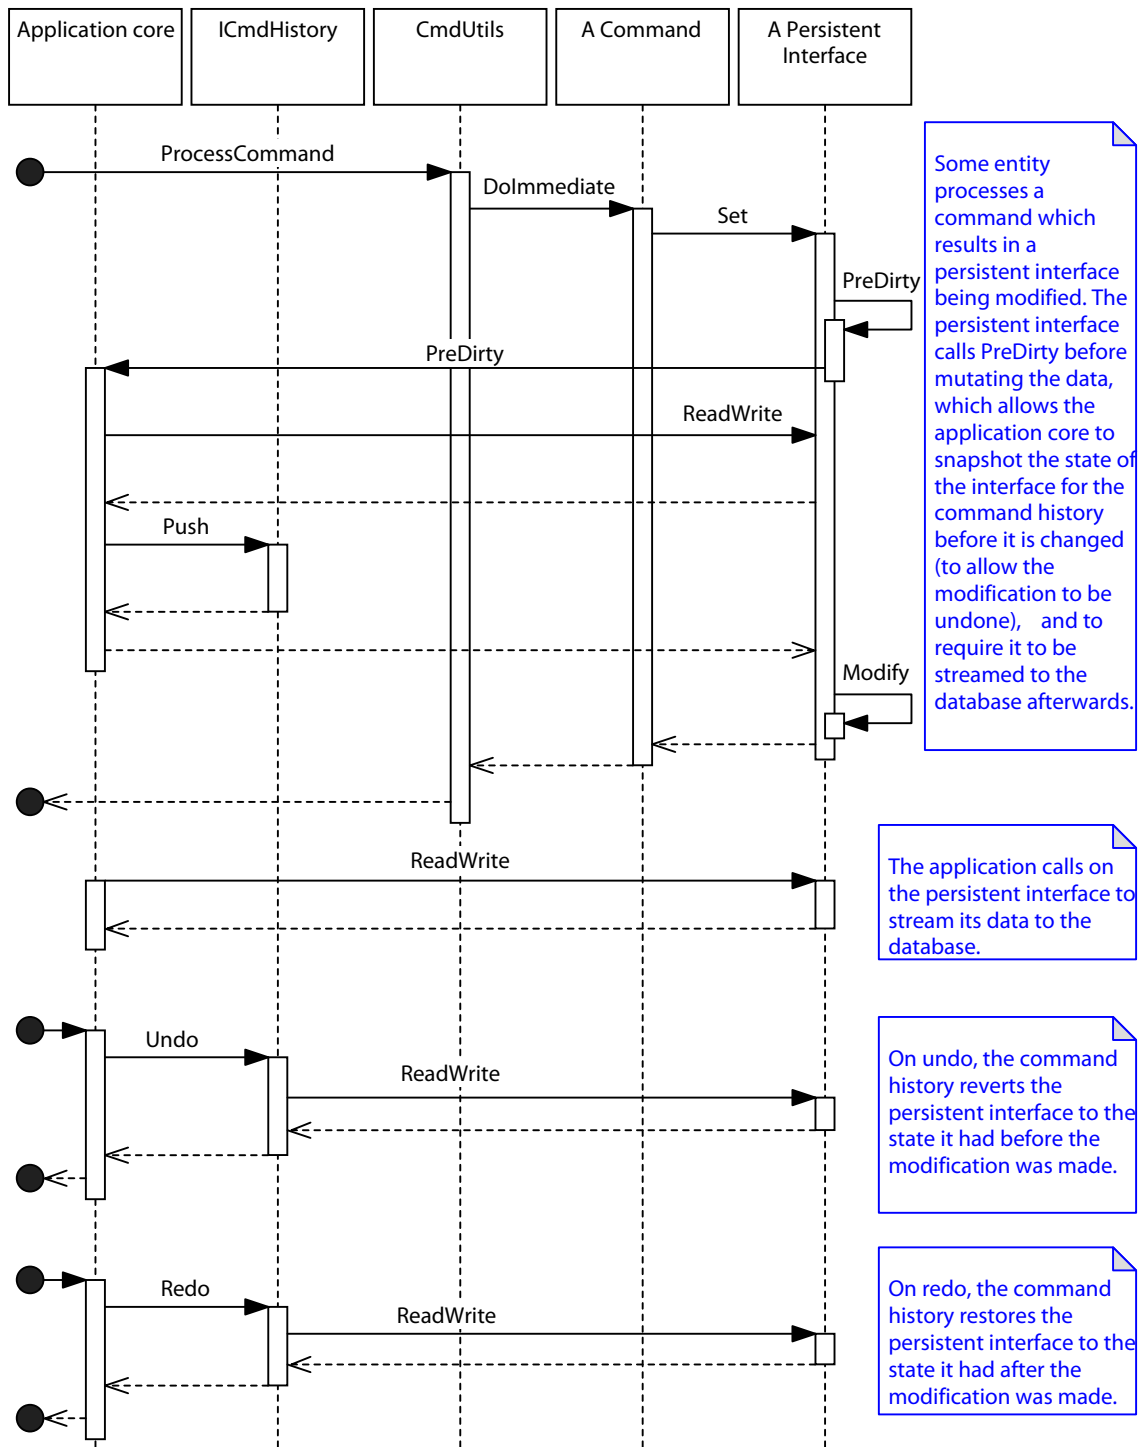 Application core
ICmdHistory
CmdUtils
A Command
A Persistent
Interface
ProcessCommand
DoImmediate
Set
PreDirty
PreDirty
ReadWrite
Push
Modify
Some entity
processes a
command which
results in a
persistent interface
being modified. The
persistent interface
calls PreDirty before
mutating the data,
which allows the
application core to
snapshot the state of
the interface for the
command history
before it is changed
(to allow the
modification to be
undone), and to
require it to be
streamed to the
database afterwards.
ReadWrite
The application calls on
the persistent interface to
stream its data to the
database.
Undo
ReadWrite
On undo, the command
history reverts the
persistent interface to the
state it had before the
modification was made.
Redo
ReadWrite
On redo, the command
history restores the
persistent interface to the
state it had after the
modification was made.